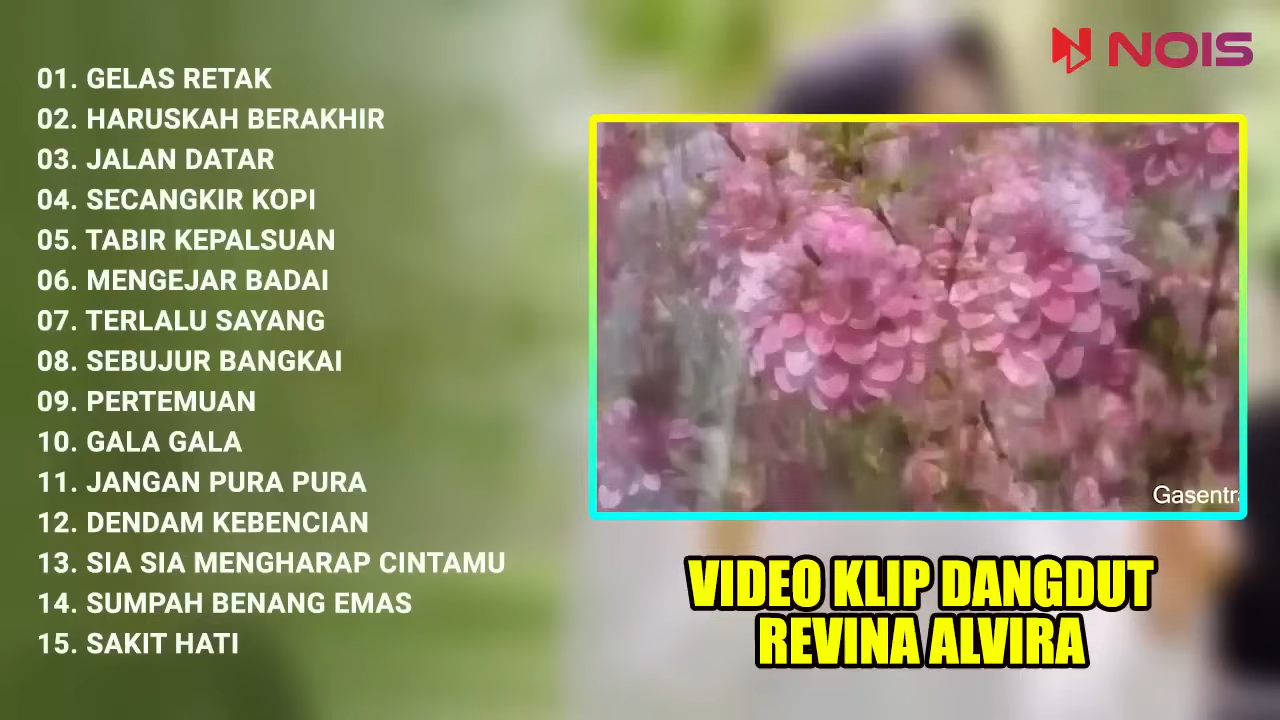 01. GELAS RETAK
02. HARUSKAH BERAKHIR
03. JALAN DATAR
04. SECANGKIR KOPI
05. TABIR KEPALSUAN
06. MENGEJAR BADAI
07. TERLALU SAYANG
08. SEBUJUR BANGKAI
09. PERTEMUAN
10. GALA GALA
11. JANGAN PURA PURA
12. DENDAM KEBENCIAN
13. SIA SIA MENGHARAP CINTAMU
14. SUMPAH BENANG EMAS
15. SAKIT HATI
NOIS
Gasentra
VIDEO KLIP DANGDUT
REVINA ALVIRA